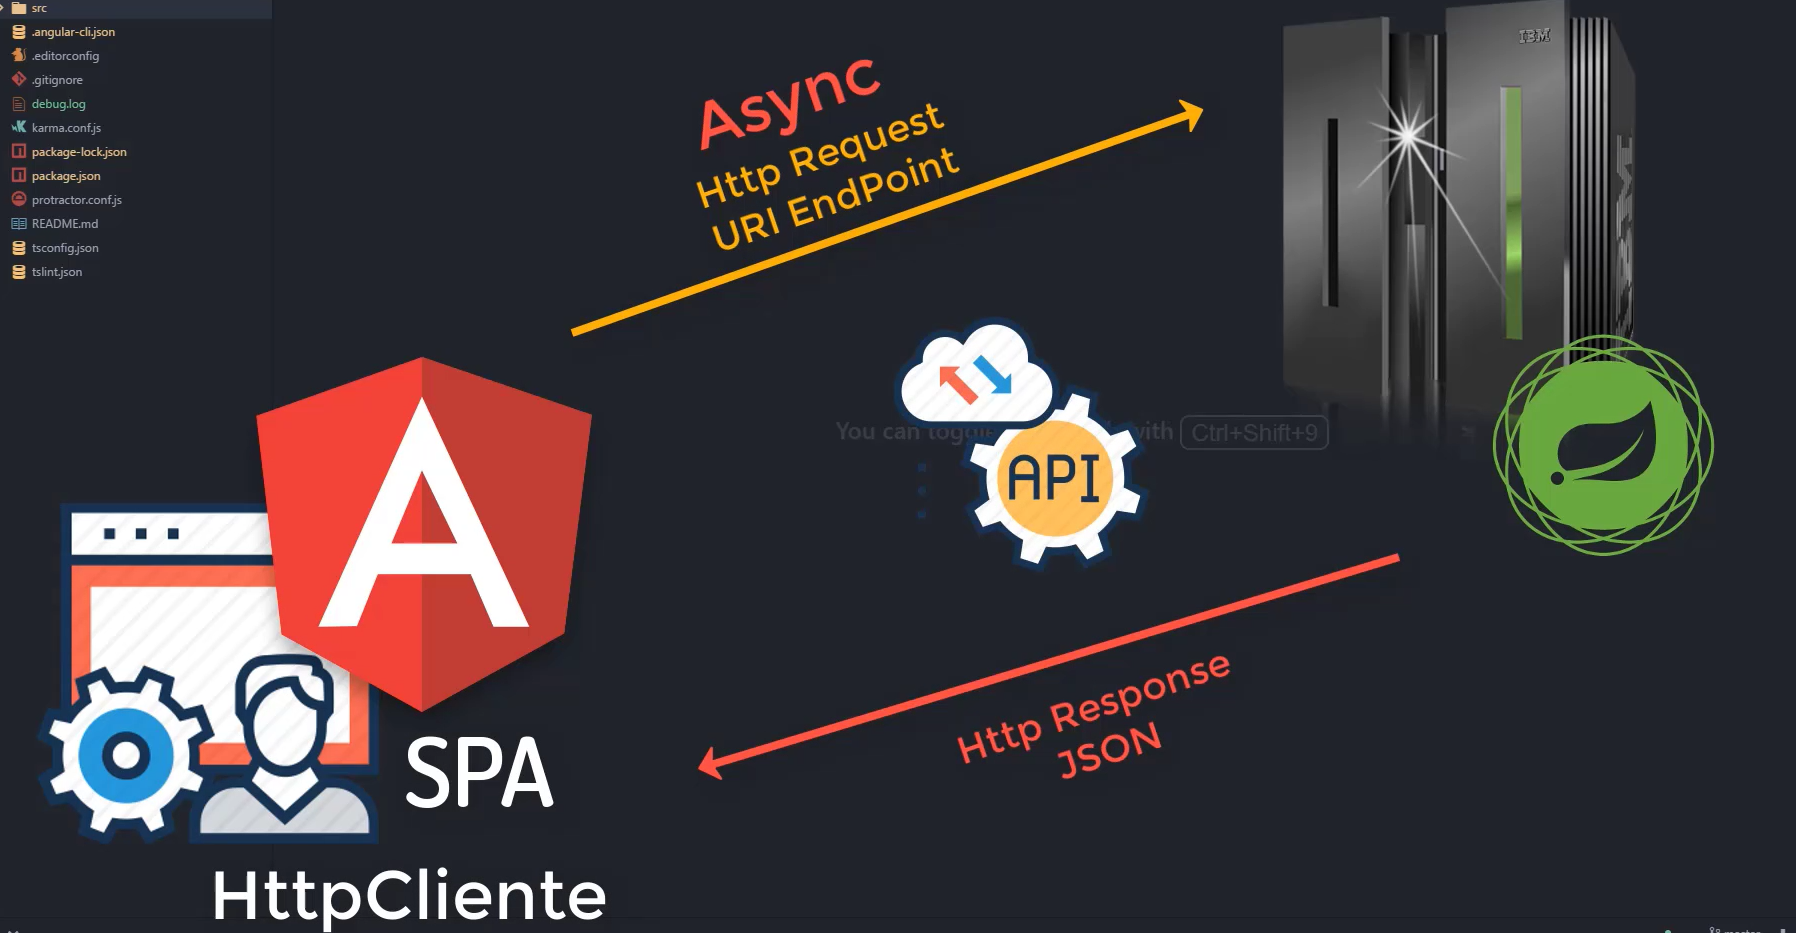 src
.angular-cli.json
.editorconfig
.gitignore
debug.log
karma.conf.js
package-lock.json
package.json
protractor.conf.js
README.md
tsconfig.json
tslint.json
Async
Http Request
URI EndPoint
IBM
You can toggle with Ctrl+Shift+9
API
Http Response
JSON
SPA
HttpCliente
master